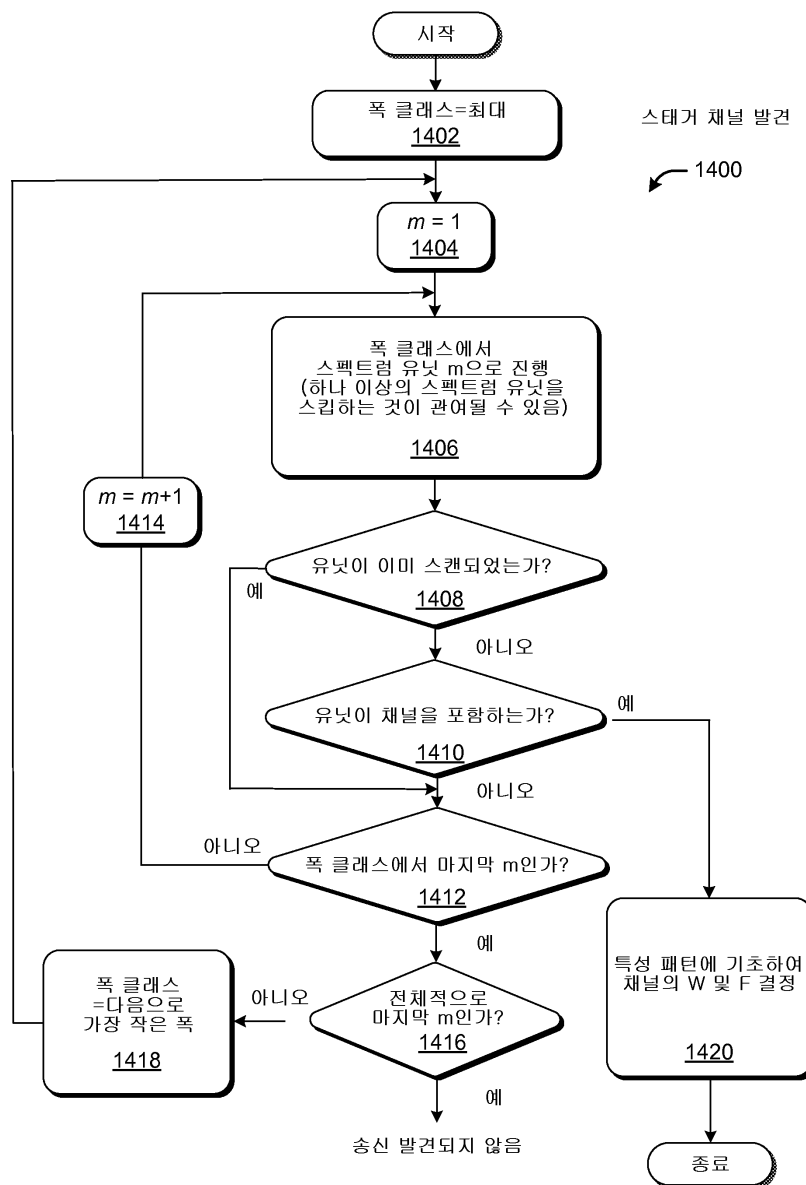 시작
폭 클래스=최대
1402
스태거 채널 발견
1400
m = 1
1404
폭 클래스에서
스펙트럼 유닛 m으로 진행
(하나 이상의 스펙트럼 유닛을
스킵하는 것이 관여될 수 있음)
1406
m = m+1
1414
유닛이 이미 스캔되었는가?
1408
예
아니오
유닛이 채널을 포함하는가?
1410
예
아니오
폭 클래스에서 마지막 m인가?
1412
아니오
예
특성 패턴에 기초하여
채널의 W 및 F 결정
1420
전체적으로
마지막 m인가?
1416
아니오
폭 클래스
=다음으로
가장 작은 폭
1418
예
송신 발견되지 않음
종료